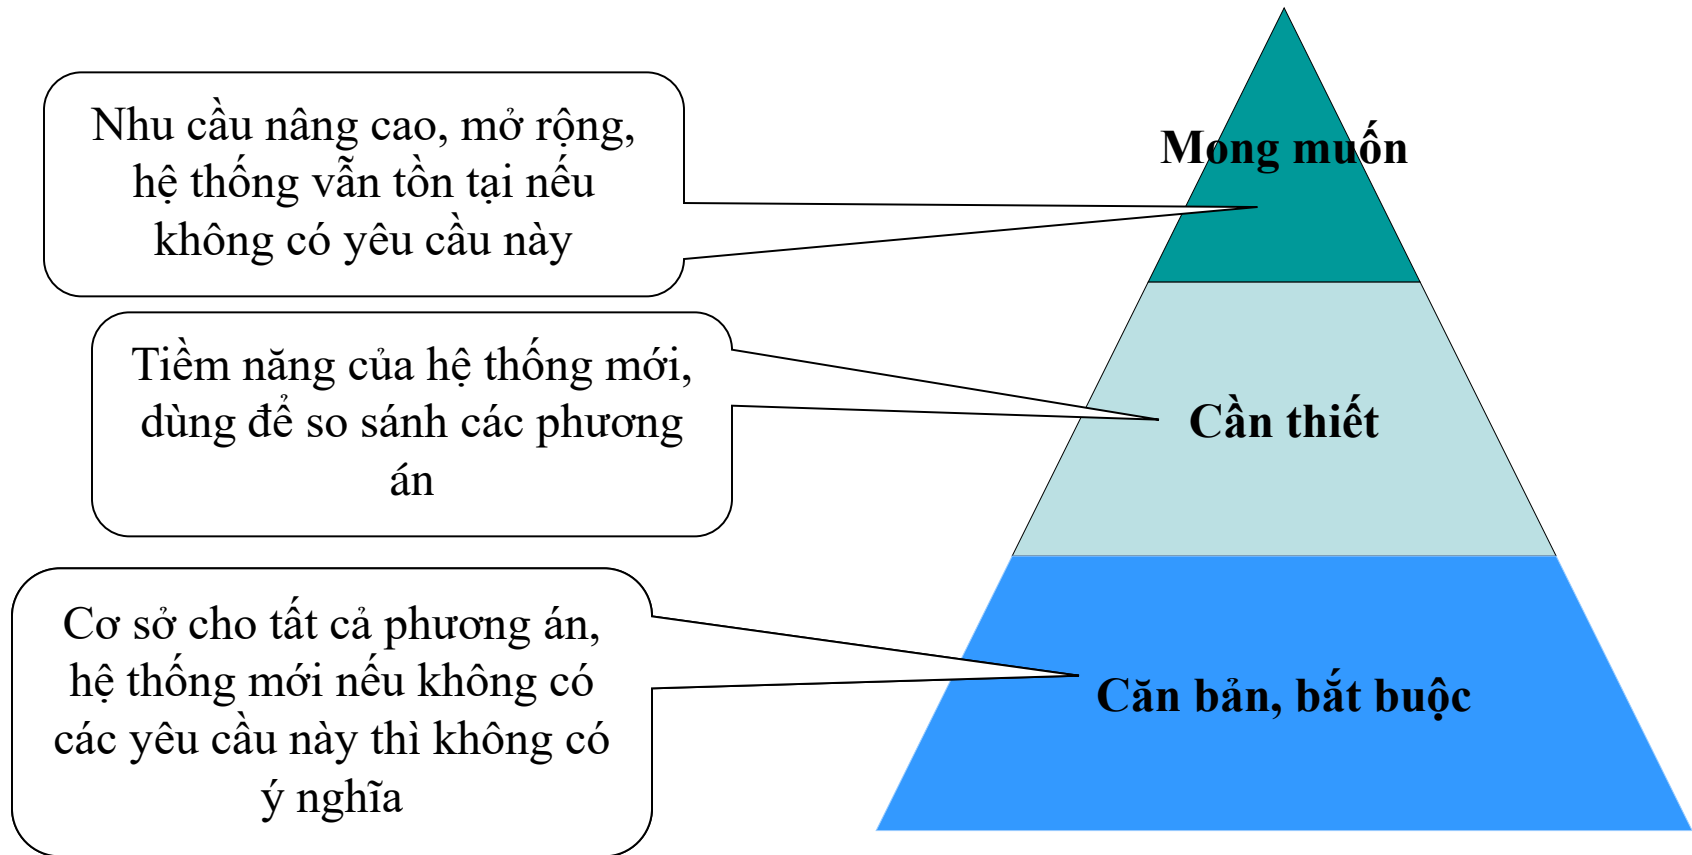 Nhu cầu nâng cao, mở rộng,
hệ thống vẫn tồn tại nếu
không có yêu cầu này
Mong muốn
Tiềm năng của hệ thống mới,
dùng để so sánh các phương
án
Cần thiết
Cơ sở cho tất cả phương án,
hệ thống mới nếu không có
các yêu cầu này thì không có
ý nghĩa
Căn bản, bắt buộc